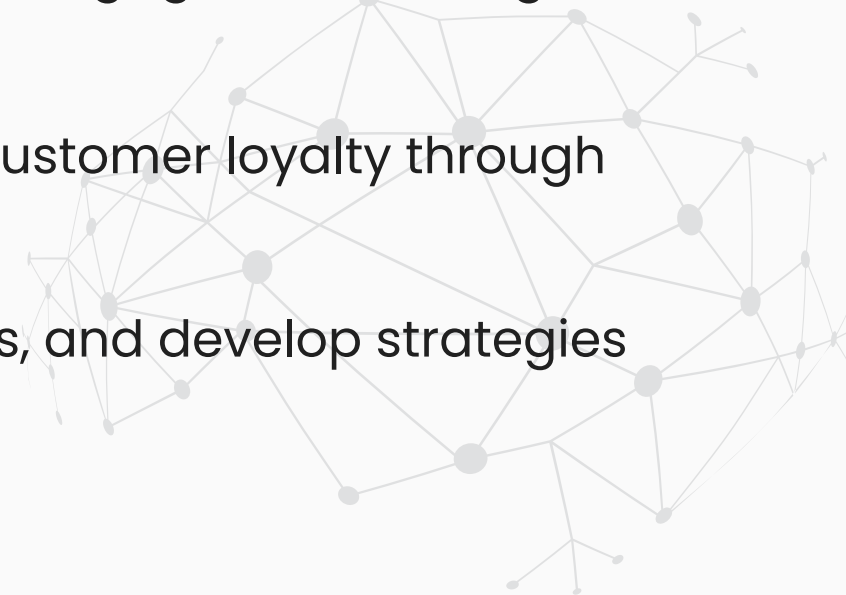 ustomer loyalty through
s, and develop strategies